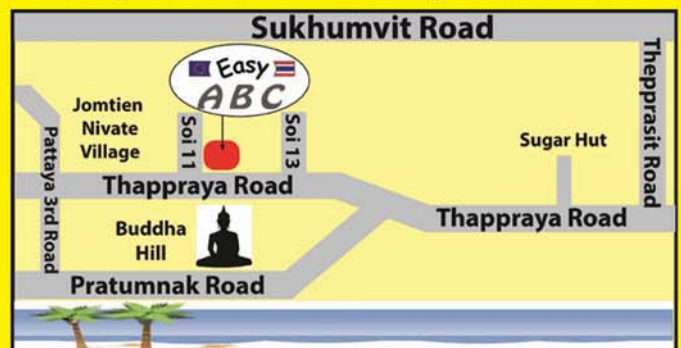 Sukhumvit Road
Easy
ABC
Jomtien
Nivate
Village
Soi 11
Soi 13
Sugar Hut
Thepprasit Road
Pattaya 3rd Road
Thappraya Road
Thappraya Road
Buddha
Hill
Pratumnak Road